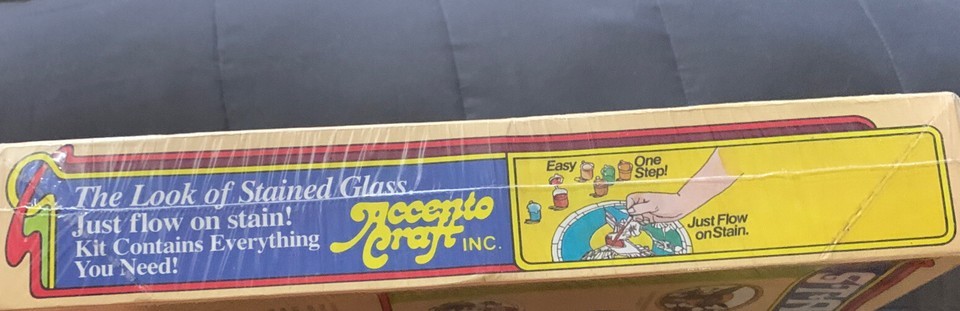 The Look of Stained Glass.
Just flow on stain!
Kit Contains Everything
You Need!
Accento
Craft INC.
Easy One
Step!
Just Flow
on Stain.